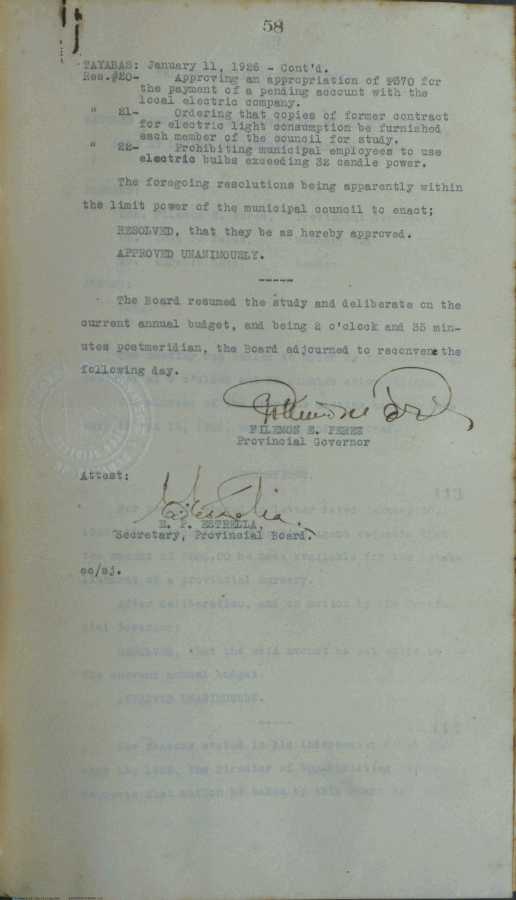 58
TAYABAS: January 11, 1926 - Cont'd.
Res.#20- Approving an appropriation of ₱370 for
the payment of a pending account with the
local electric company.
" 21- Ordering that copies of former contract
for electric light consumption be furnished
each member of the council for study.
" 22- Prohibiting municipal employees to use
electric bulbs exceeding 32 candle power.
The foregoing resolutions being apparently within
the limit power of the municipal council to enact;
RESOLVED, that they be as hereby approved.
APPROVED UNANIMOUSLY.
-----
The Board resumed the study and deliberate on the
current annual budget, and being 2 o'clock and 35 min-
utes postmeridian, the Board adjourned to reconvene the
following day.
FILEMON E. PEREZ
Provincial Governor
Attest:
E. P. ESTRELLA,
Secretary, Provincial Board.
ec/sj.